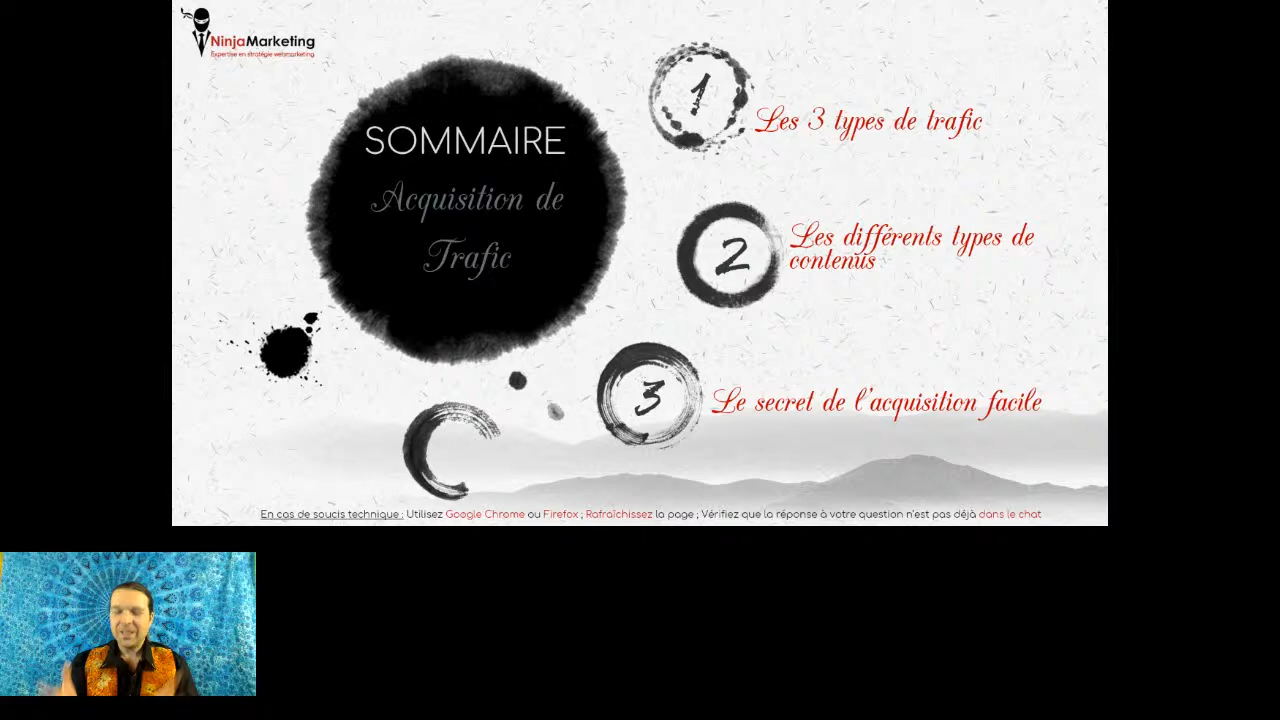 NinjaMarketing
Expertise en stratégie webmarketing
SOMMAIRE
Acquisition de
Trafic
1
Les 3 types de trafic
2
Les différents types de
contenus
3
Le secret de l'acquisition facile
En cas de soucis technique : Utilisez Google Chrome ou Firefox ; Rafraîchissez la page ; Vérifiez que la réponse à votre question n'est pas déjà dans le chat